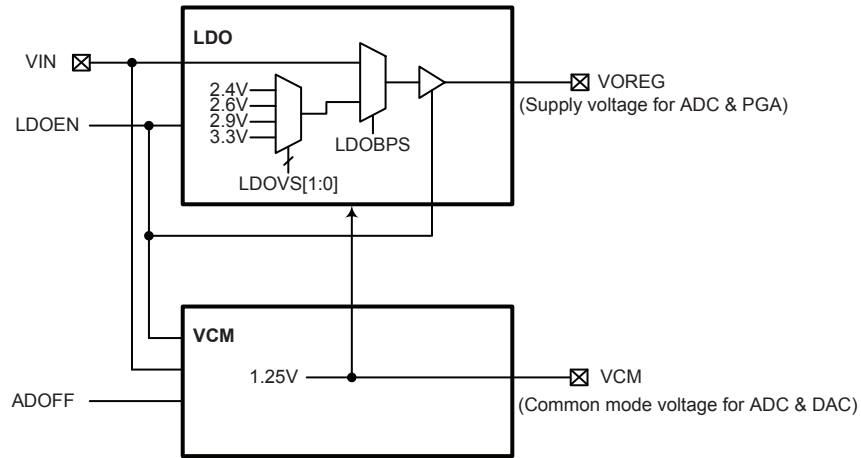 LDO
VIN
2.4V
2.6V
2.9V
3.3V
LDOEN
LDOBPS
LDOVS[1:0]
VOREG
(Supply voltage for ADC & PGA)
VCM
1.25V
ADOFF
VCM
(Common mode voltage for ADC & DAC)